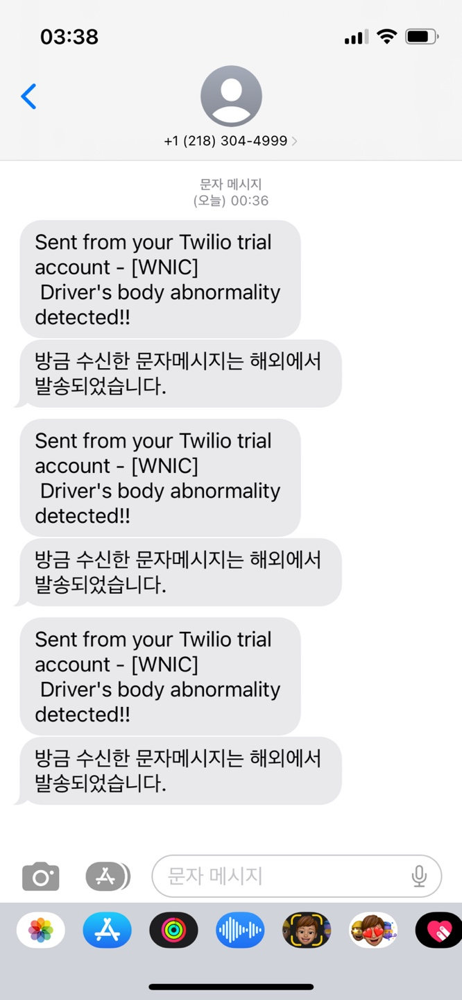 03:38
+1 (218) 304-4999
문자 메시지
(오늘) 00:36
Sent from your Twilio trial
account - [WNIC]
Driver's body abnormality
detected!!
방금 수신한 문자메시지는 해외에서
발송되었습니다.
Sent from your Twilio trial
account - [WNIC]
Driver's body abnormality
detected!!
방금 수신한 문자메시지는 해외에서
발송되었습니다.
Sent from your Twilio trial
account - [WNIC]
Driver's body abnormality
detected!!
방금 수신한 문자메시지는 해외에서
발송되었습니다.
문자 메시지